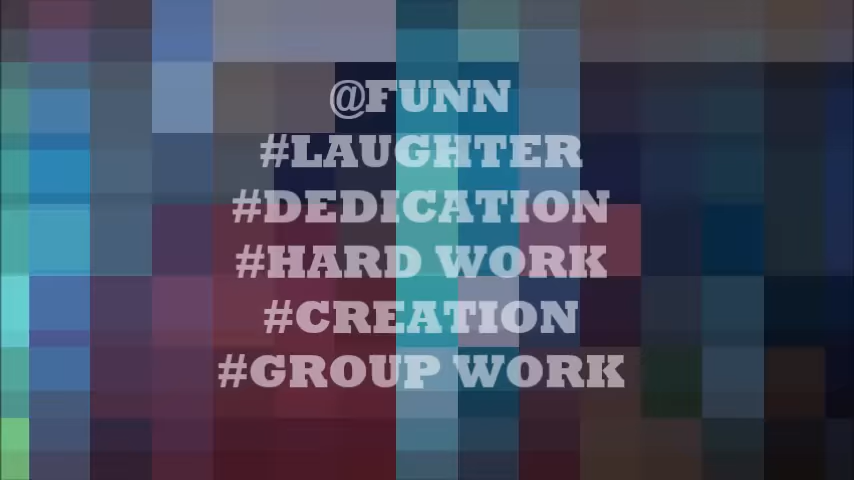 @FUNN
#LAUGHTER
#DEDICATION
#HARD WORK
#CREATION
#GROUP WORK